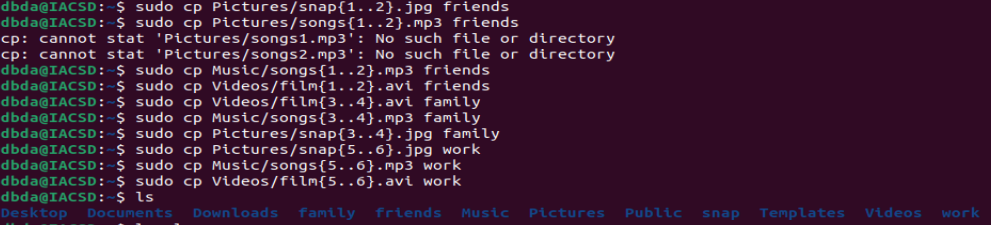 dbda@IACSD:~$ sudo cp Pictures/snap{1..2}.jpg friends
dbda@IACSD:~$ sudo cp Pictures/songs{1..2}.mp3 friends
cp: cannot stat 'Pictures/songs1.mp3': No such file or directory
cp: cannot stat 'Pictures/songs2.mp3': No such file or directory
dbda@IACSD:~$ sudo cp Music/songs{1..2}.mp3 friends
dbda@IACSD:~$ sudo cp Videos/film{1..2}.avi friends
dbda@IACSD:~$ sudo cp Videos/film{3..4}.avi family
dbda@IACSD:~$ sudo cp Music/songs{3..4}.mp3 family
dbda@IACSD:~$ sudo cp Pictures/snap{3..4}.jpg family
dbda@IACSD:~$ sudo cp Pictures/snap{5..6}.jpg work
dbda@IACSD:~$ sudo cp Music/songs{5..6}.mp3 work
dbda@IACSD:~$ sudo cp Videos/film{5..6}.avi work
dbda@IACSD:~$ ls
Desktop Documents Downloads family friends Music Pictures Public snap Templates Videos work